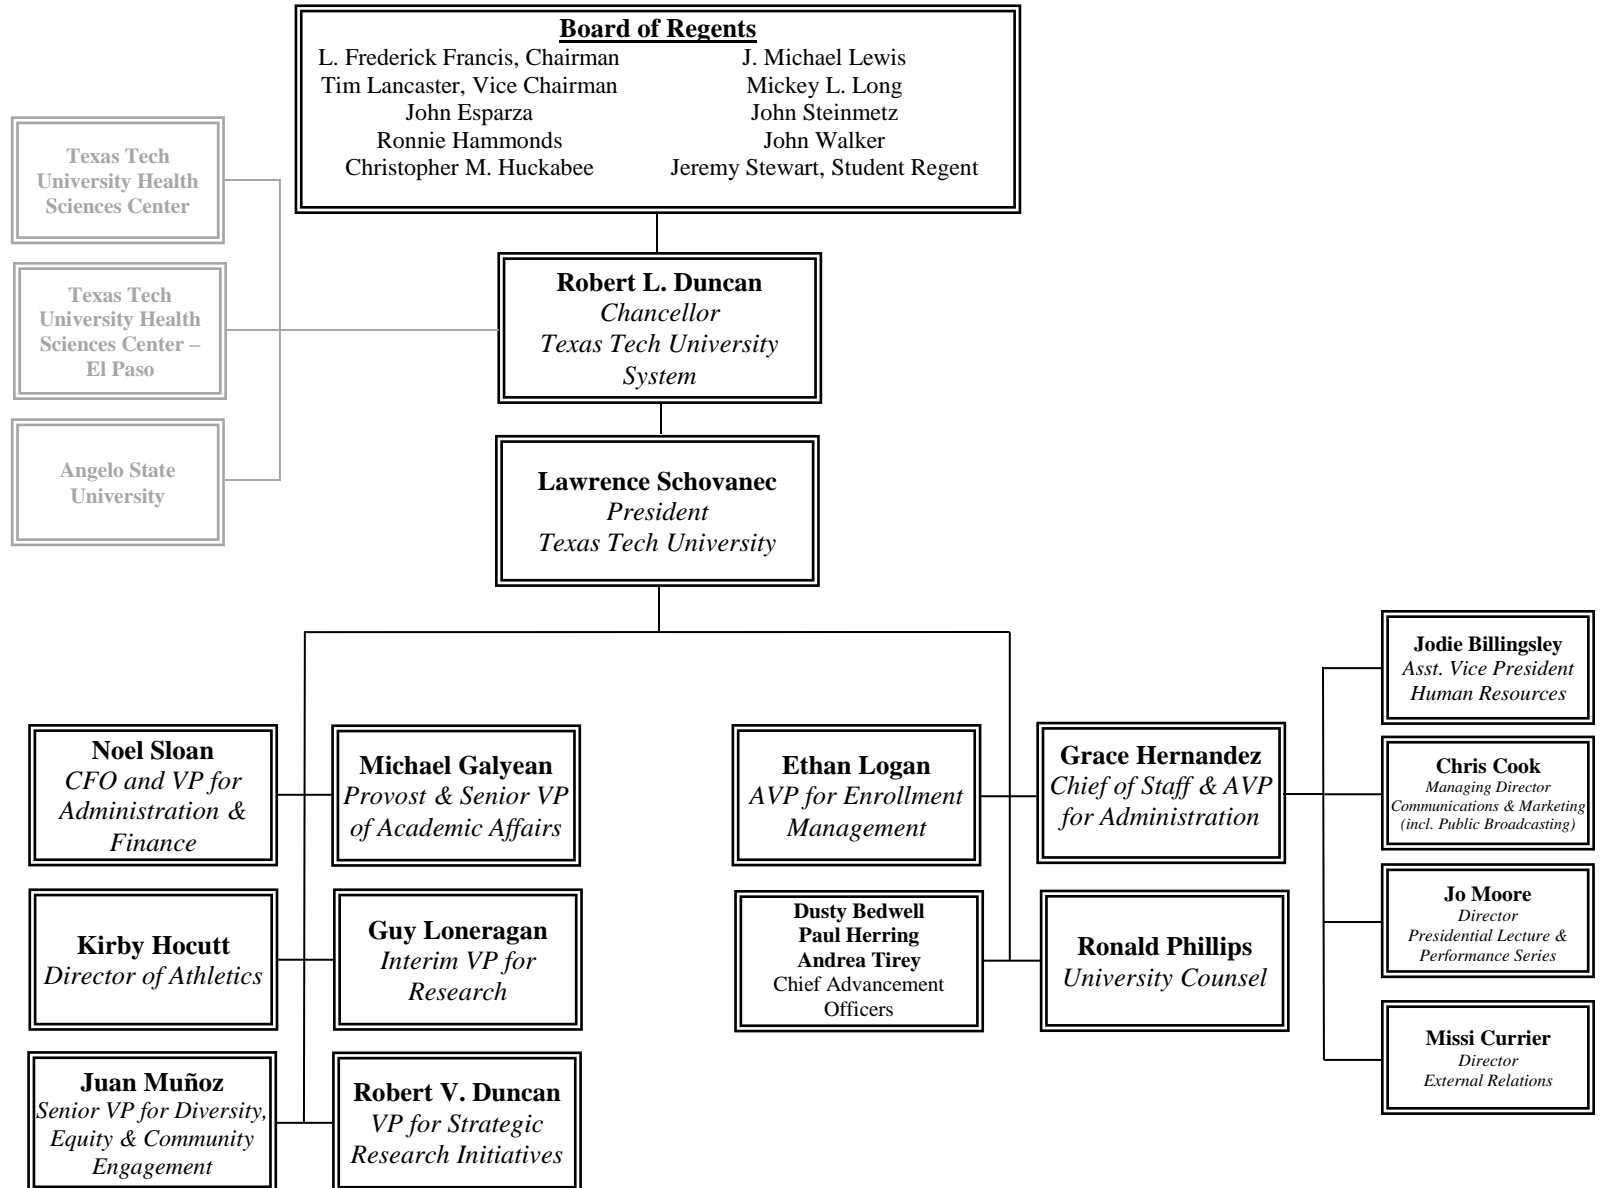 Board of Regents
L. Frederick Francis, Chairman
Tim Lancaster, Vice Chairman
John Esparza
Ronnie Hammonds
Christopher M. Huckabee
J. Michael Lewis
Mickey L. Long
John Steinmetz
John Walker
Jeremy Stewart, Student Regent
Texas Tech
University Health
Sciences Center
Texas Tech
University Health
Sciences Center –
El Paso
Angelo State
University
Robert L. Duncan
Chancellor
Texas Tech University
System
Lawrence Schovanec
President
Texas Tech University
Noel Sloan
CFO and VP for
Administration &
Finance
Michael Galyean
Provost & Senior VP
of Academic Affairs
Kirby Hocutt
Director of Athletics
Guy Loneragan
Interim VP for
Research
Juan Muñoz
Senior VP for Diversity,
Equity & Community
Engagement
Robert V. Duncan
VP for Strategic
Research Initiatives
Ethan Logan
AVP for Enrollment
Management
Grace Hernandez
Chief of Staff & AVP
for Administration
Dusty Bedwell
Paul Herring
Andrea Tirey
Chief Advancement
Officers
Ronald Phillips
University Counsel
Jodie Billingsley
Asst. Vice President
Human Resources
Chris Cook
Managing Director
Communications & Marketing
(incl. Public Broadcasting)
Jo Moore
Director
Presidential Lecture &
Performance Series
Missi Currier
Director
External Relations